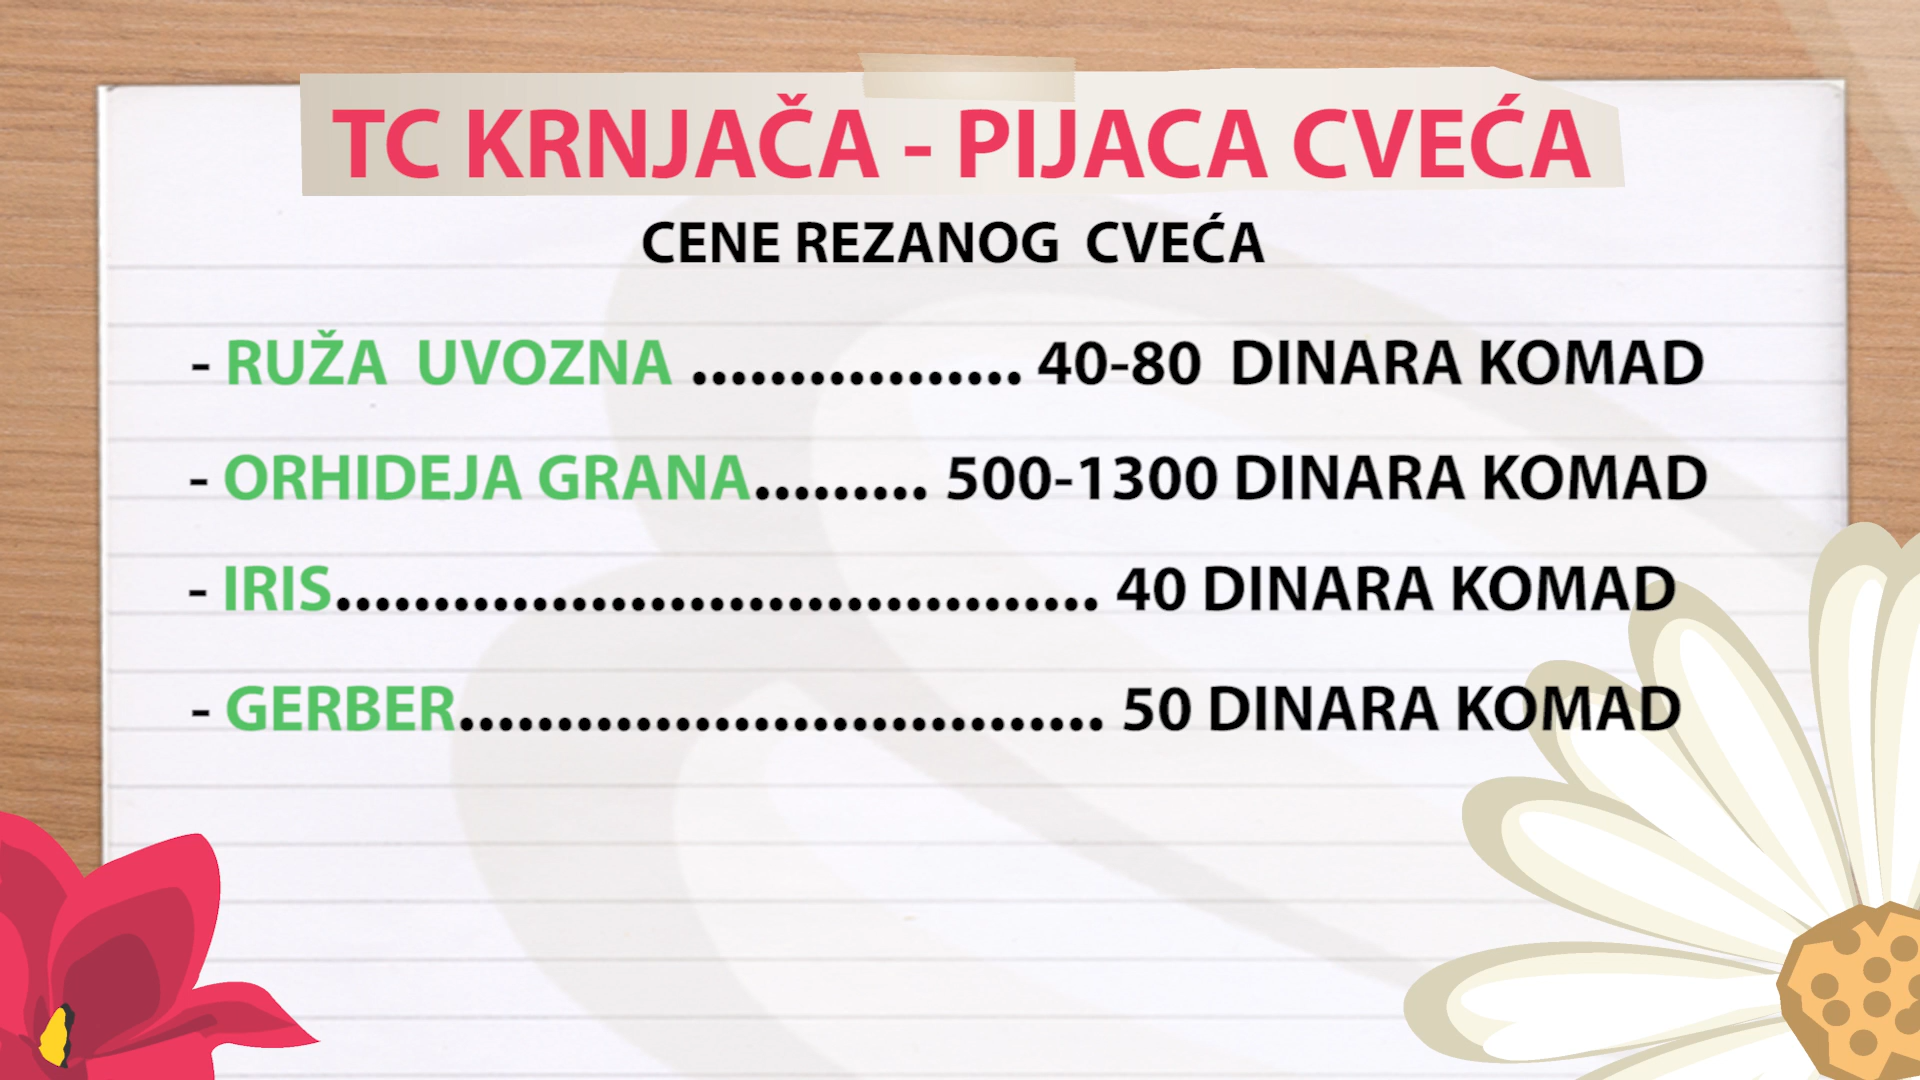 TC KRNJAČA - PIJACA CVEĆA
CENE REZANOG CVEĆA
- RUŽA UVOZNA ................. 40-80 DINARA KOMAD
- ORHIDEJA GRANA......... 500-1300 DINARA KOMAD
- IRIS....................................... 40 DINARA KOMAD
- GERBER................................. 50 DINARA KOMAD